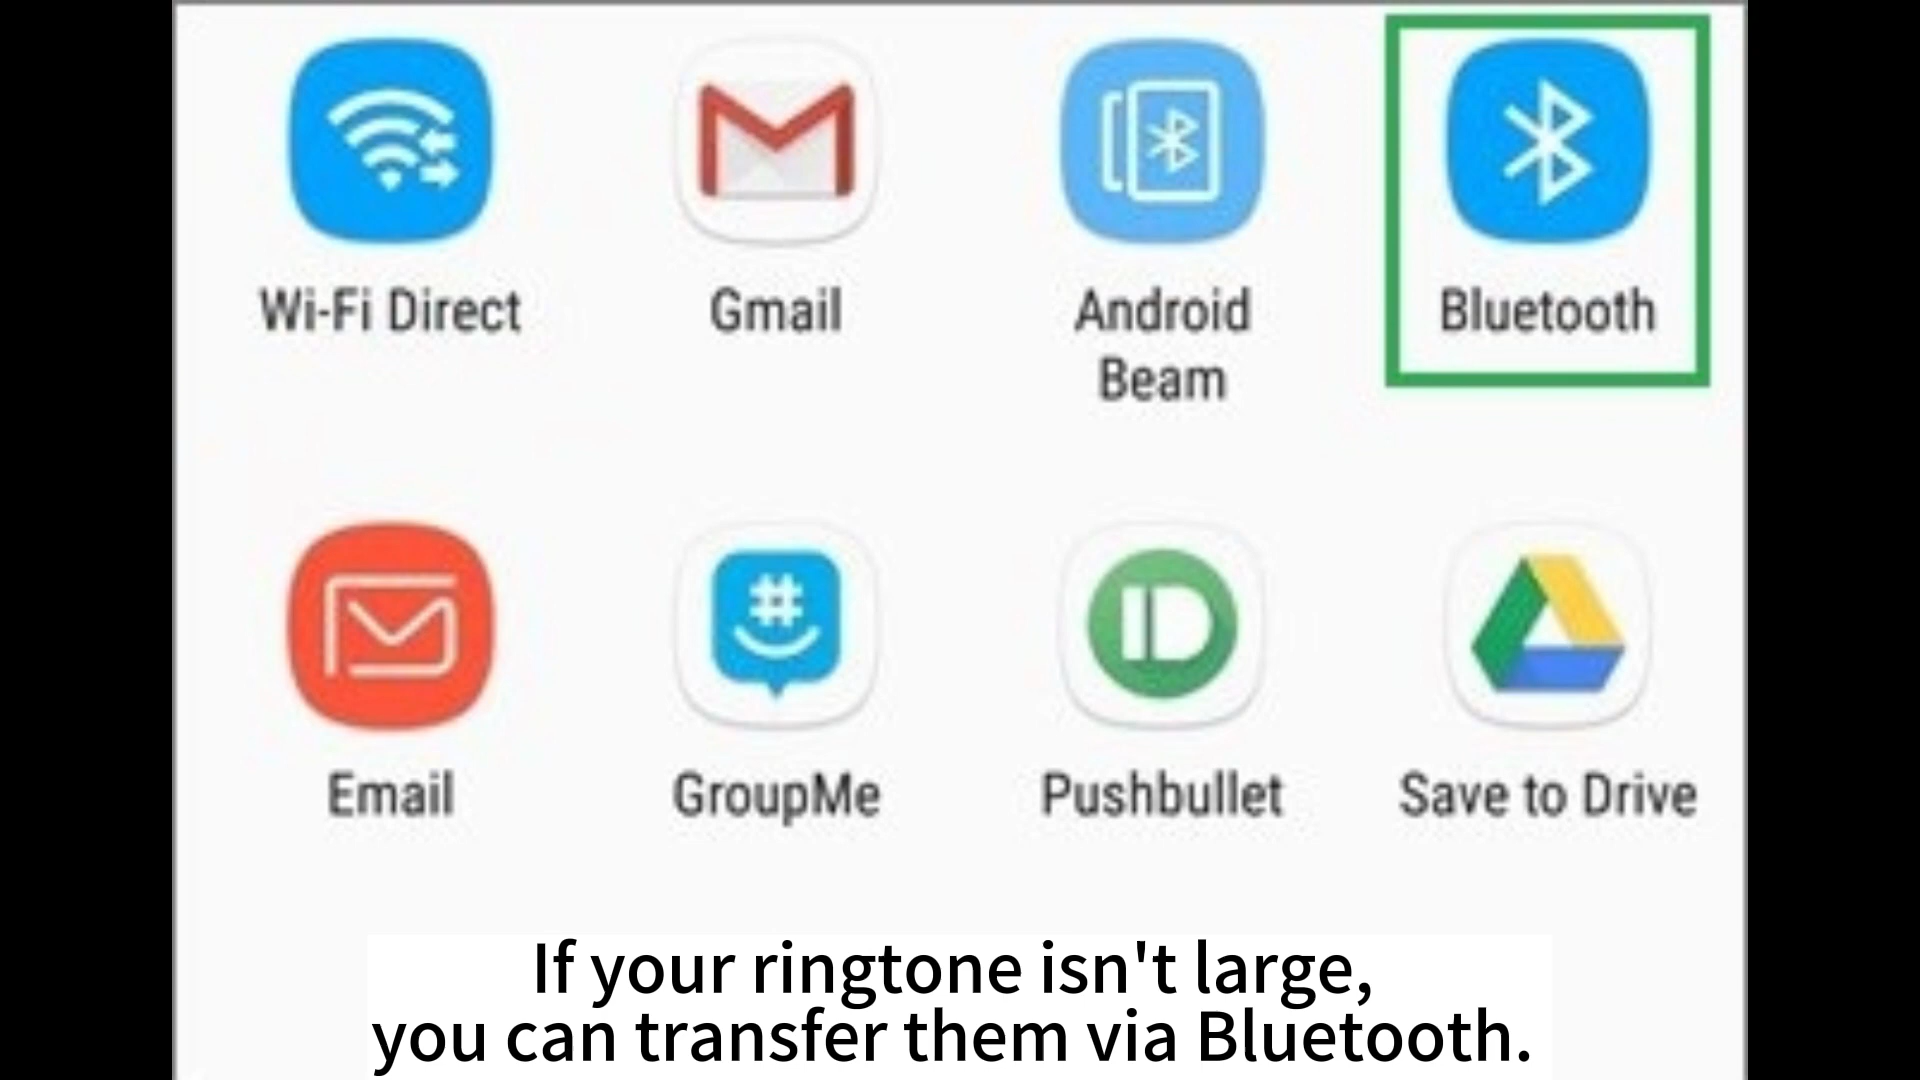 Wi-Fi Direct
Gmail
Android
Beam
Bluetooth
Email
GroupMe
Pushbullet
Save to Drive
If your ringtone isn't large,
you can transfer them via Bluetooth.